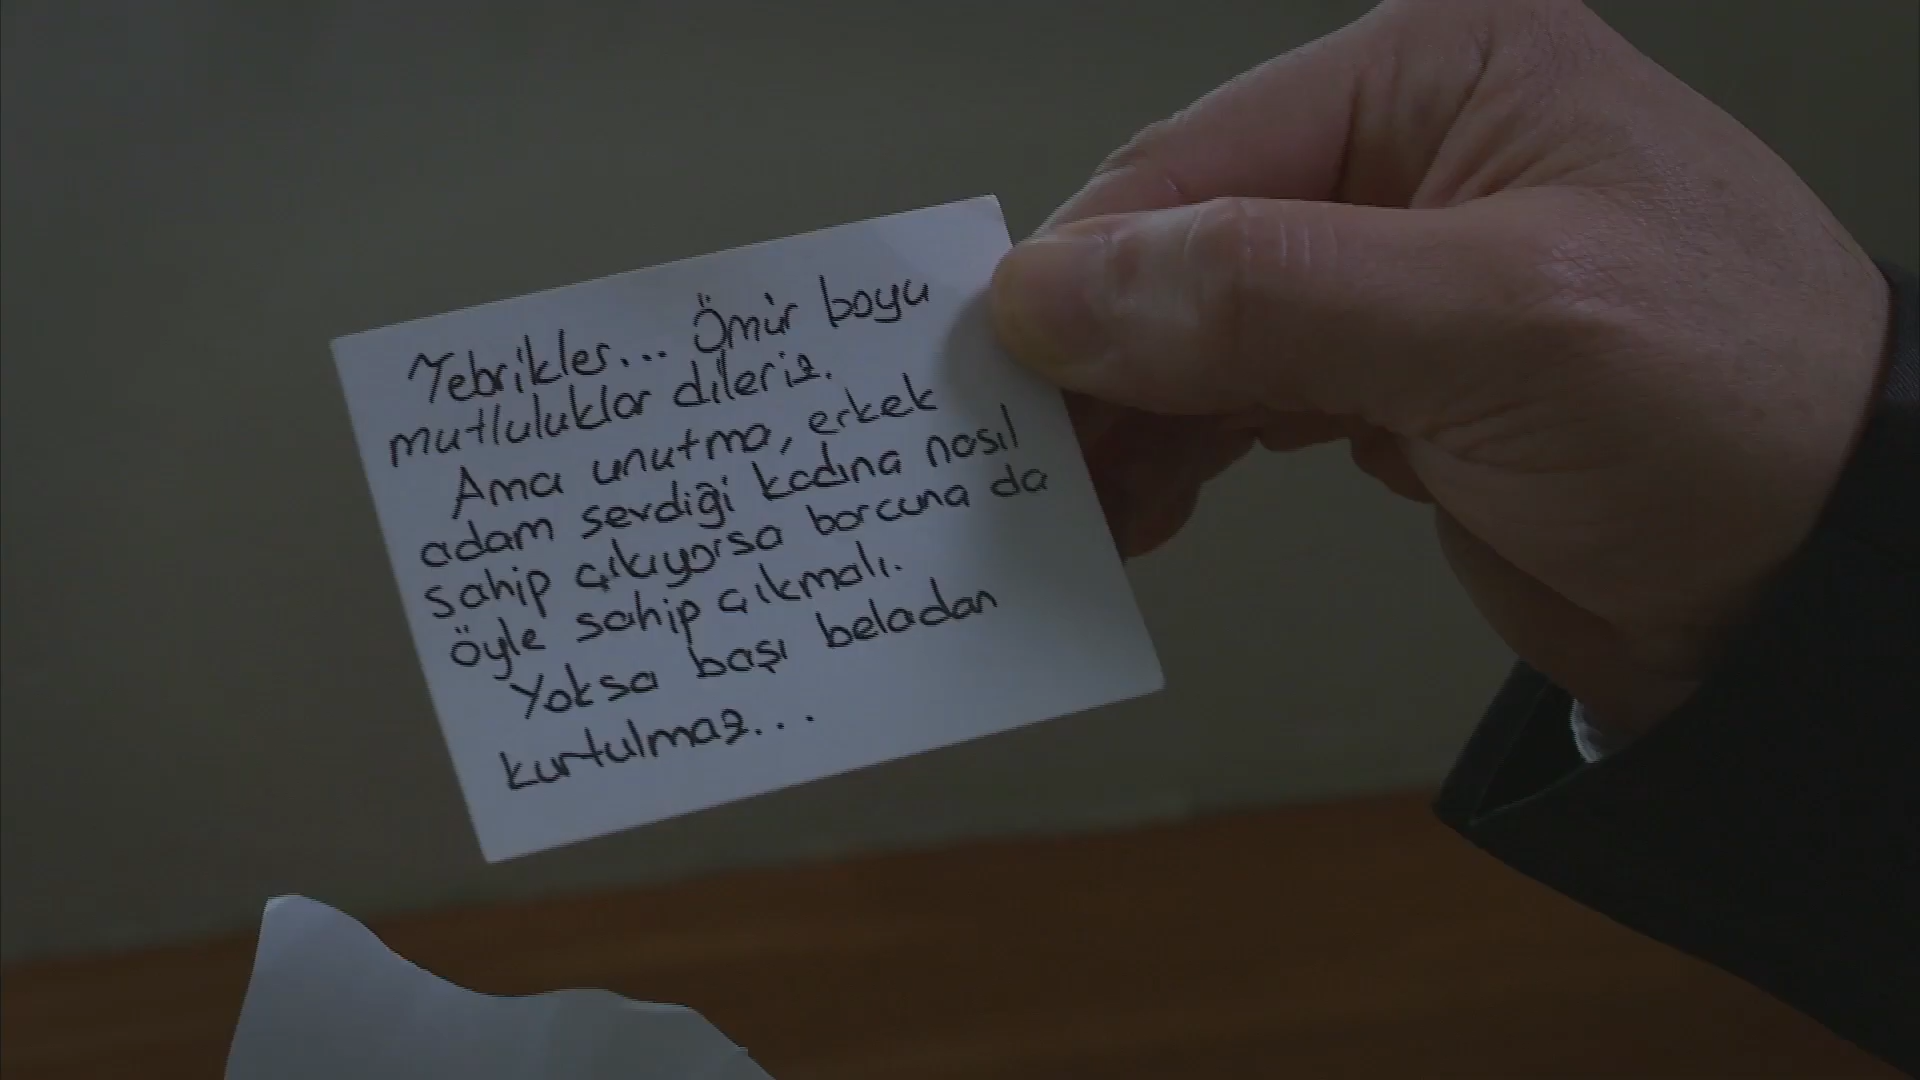 Tebrikler... Ömür boyu
mutluluklar dileriz.
Ama unutma, erkek
adam sevdiği kadına nasıl
sahip çıkıyorsa borcuna da
öyle sahip çıkmalı.
Yoksa başı beladan
kurtulmaz...